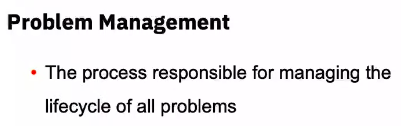 Problem Management
• The process responsible for managing the
lifecycle of all problems